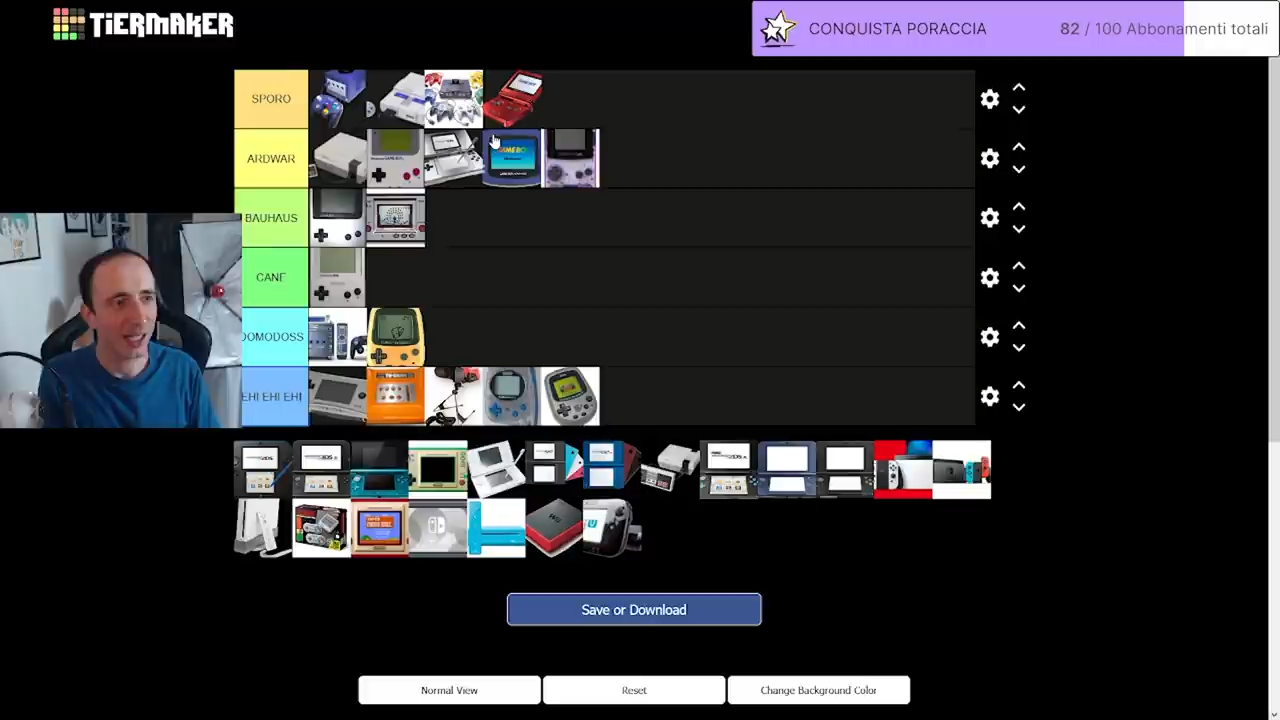 TiERMAKER
CONQUISTA PORACCIA
82 / 100 Abbonamenti totali
SPORO
ARDWAR
BAUHAUS
CANE
DOMODOSS
EHI EHI EHI
Save or Download
Normal View
Reset
Change Background Color